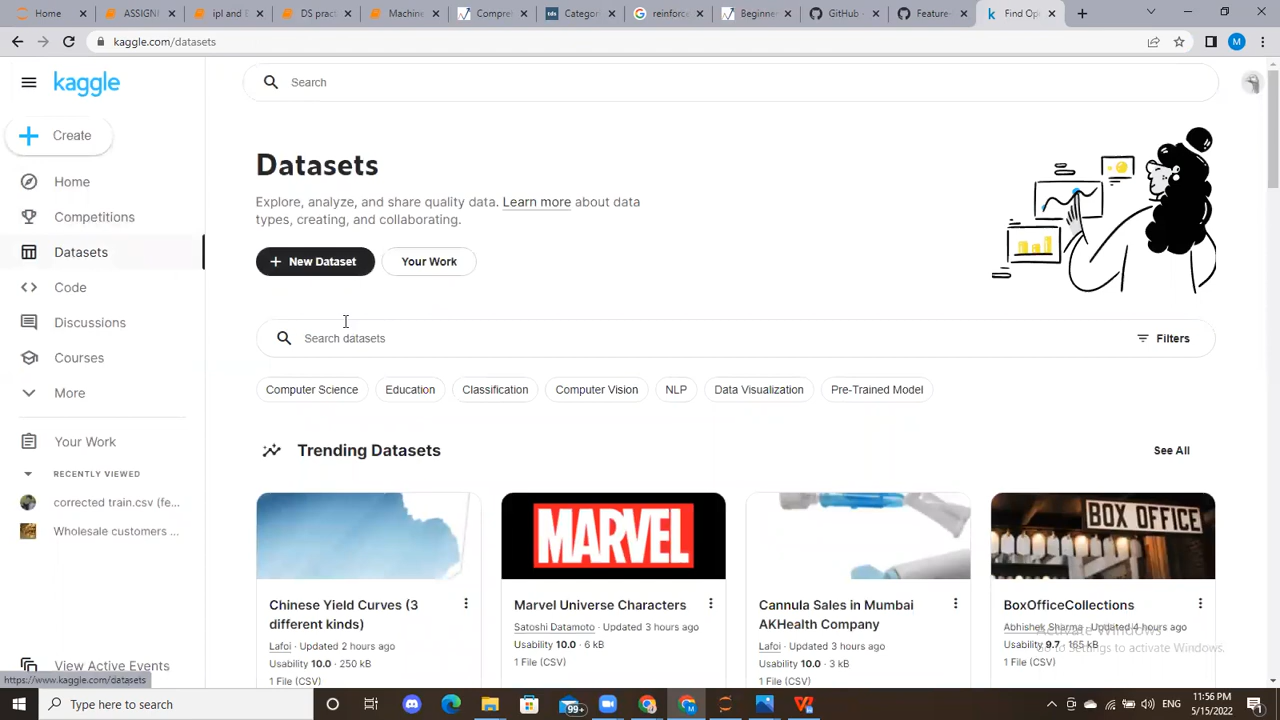 Home
ASSIGN
ipl and E
DS pract
Machine
Compre
tds Categor
reinforce
Beginner
GitHub -
Feature-
k Find Op
kaggle.com/datasets
M
kaggle
Search
Create
Home
Competitions
Datasets
Code
Discussions
Courses
More
Your Work
RECENTLY VIEWED
corrected train.csv (fe...
Wholesale customers ...
View Active Events
https://www.kaggle.com/datasets
Datasets
Explore, analyze, and share quality data. Learn more about data
types, creating, and collaborating.
New Dataset
Your Work
Search datasets
Filters
Computer Science
Education
Classification
Computer Vision
NLP
Data Visualization
Pre-Trained Model
Trending Datasets
See All
Chinese Yield Curves (3
different kinds)
Lafoi · Updated 2 hours ago
Usability 10.0 · 250 kB
1 File (CSV)
MARVEL
Marvel Universe Characters
Satoshi Datamoto · Updated 3 hours ago
Usability 10.0 · 6 kB
1 File (CSV)
Cannula Sales in Mumbai
AKHealth Company
Lafoi · Updated 3 hours ago
Usability 10.0 · 3 kB
1 File (CSV)
BOX OFFICE
BoxOfficeCollections
Abhishek Sharma · Updated 4 hours ago
Usability 9.7 · 165 kB
1 File (CSV)
Activate Windows
Go to Settings to activate Windows.
Type here to search
99+
M
ENG
11:56 PM
5/15/2022
1